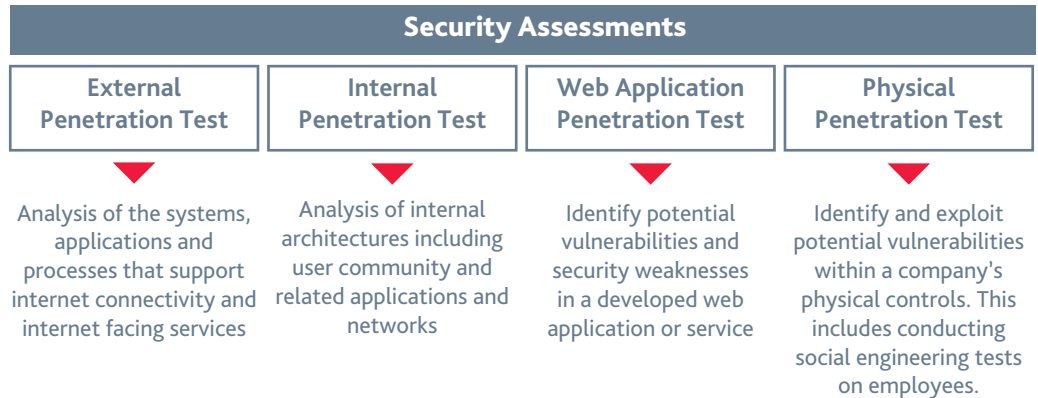 Security Assessments
External
Penetration Test
Internal
Penetration Test
Web Application
Penetration Test
Physical
Penetration Test
Analysis of the systems,
applications and
processes that support
internet connectivity and
internet facing services
Analysis of internal
architectures including
user community and
related applications and
networks
Identify potential
vulnerabilities and
security weaknesses
in a developed web
application or service
Identify and exploit
potential vulnerabilities
within a company's
physical controls. This
includes conducting
social engineering tests
on employees.